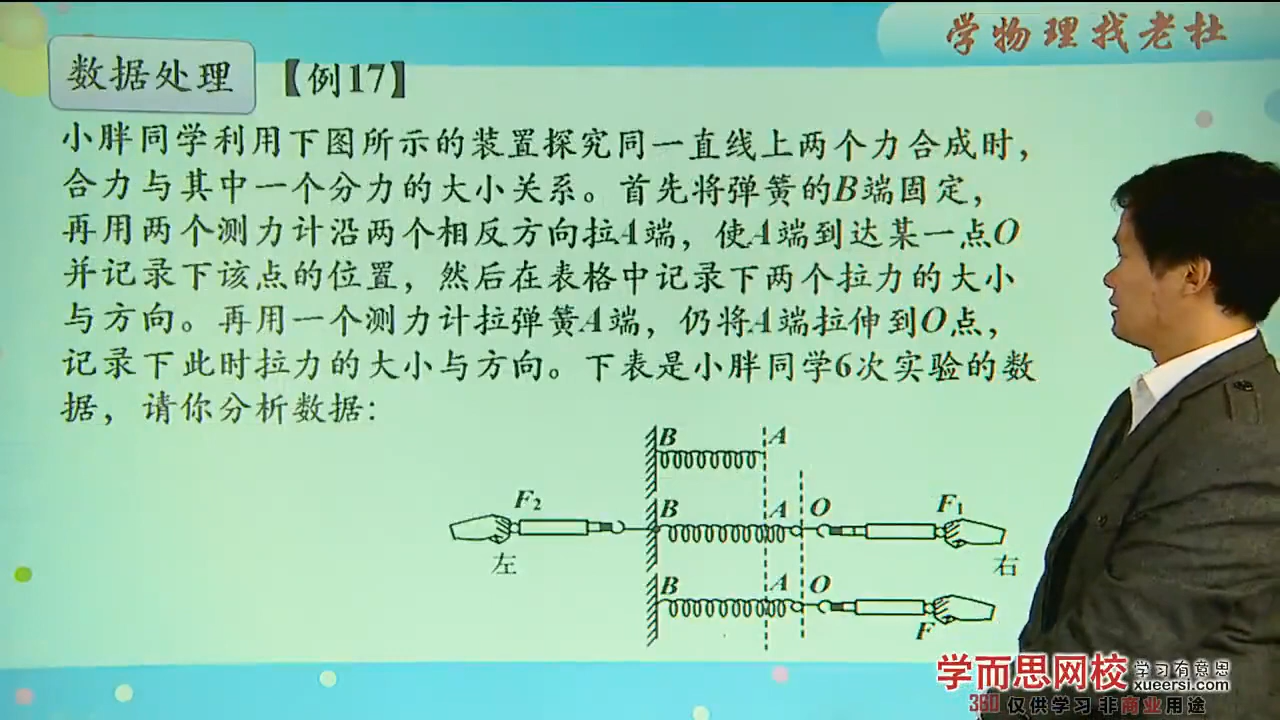 学物理找老杜
数据处理 【例17】
小胖同学利用下图所示的装置探究同一直线上两个力合成时，
合力与其中一个分力的大小关系。首先将弹簧的B端固定，
再用两个测力计沿两个相反方向拉A端，使A端到达某一点O
并记录下该点的位置，然后在表格中记录下两个拉力的大小
与方向。再用一个测力计拉弹簧A端，仍将A端拉伸到O点，
记录下此时拉力的大小与方向。下表是小胖同学6次实验的数
据，请你分析数据：
B A
F2 B A O F1
左 右
B A O
F
学而思网校 学习有意思
xueersi.com
360 仅供学习 非商业用途